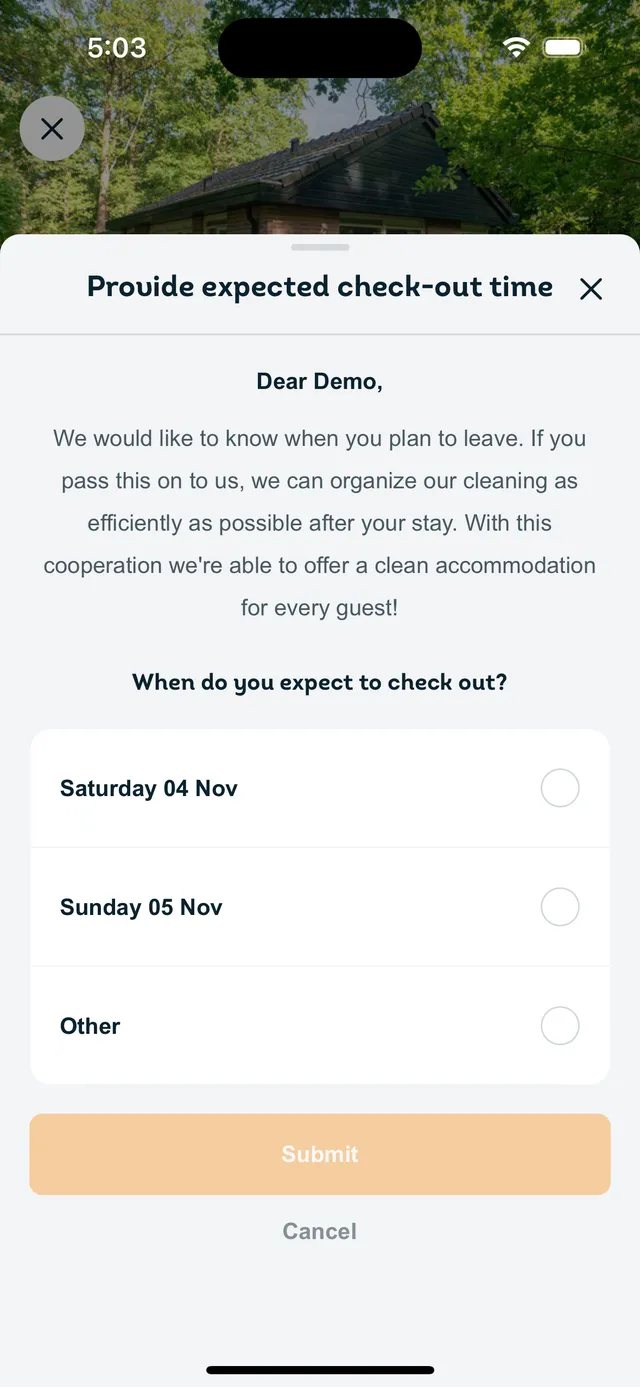 5:03
Provide expected check-out time
Dear Demo,
We would like to know when you plan to leave. If you
pass this on to us, we can organize our cleaning as
efficiently as possible after your stay. With this
cooperation we're able to offer a clean accommodation
for every guest!
When do you expect to check out?
Saturday 04 Nov
Sunday 05 Nov
Other
Submit
Cancel